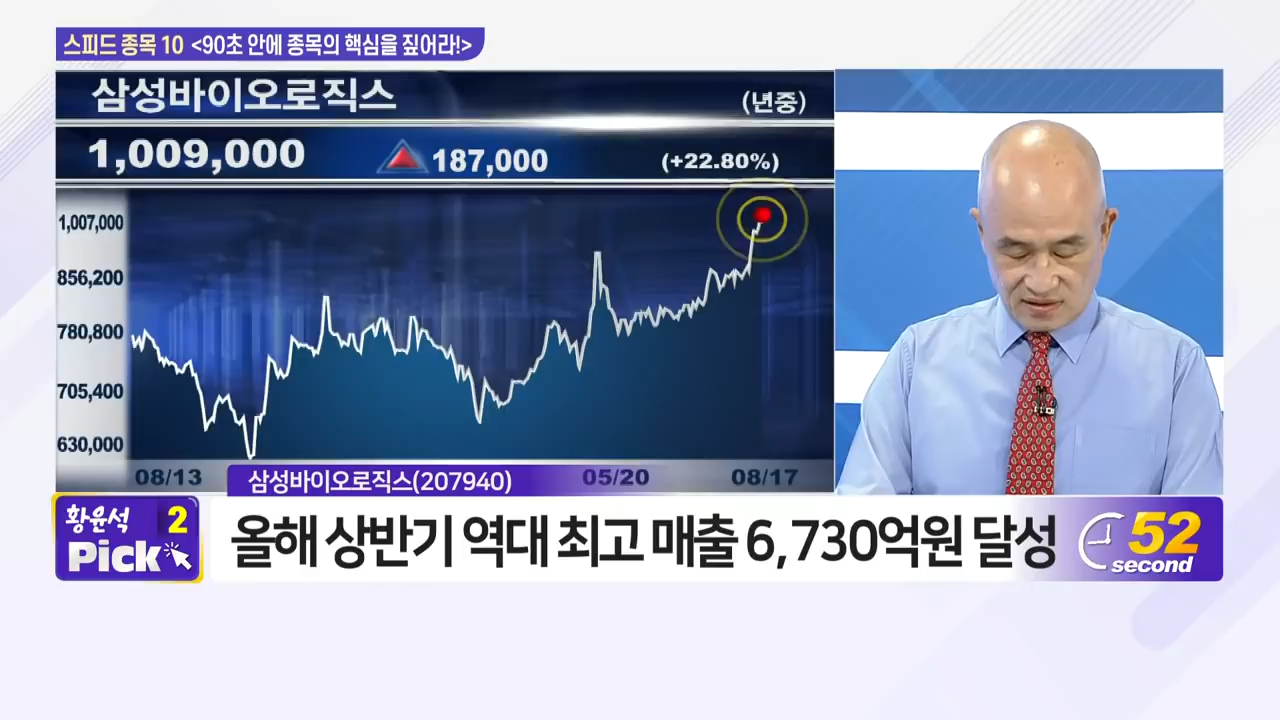 스피드 종목 10 <90초 안에 종목의 핵심을 짚어라!>
삼성바이오로직스
(년중)
1,009,000
187,000
(+22.80%)
1,007,000
856,200
780,800
705,400
630,000
08/13
05/20
08/17
삼성바이오로직스(207940)
황윤석 2
Pick
올해 상반기 역대 최고 매출 6,730억원 달성
52
second